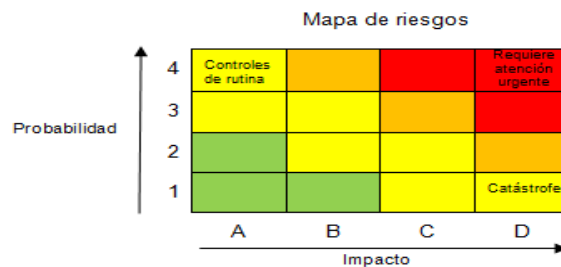 Mapa de riesgos
4
Controles
de rutina
Requiere
atención
urgente
3
Probabilidad
2
1
Catástrofe
A B C D
Impacto